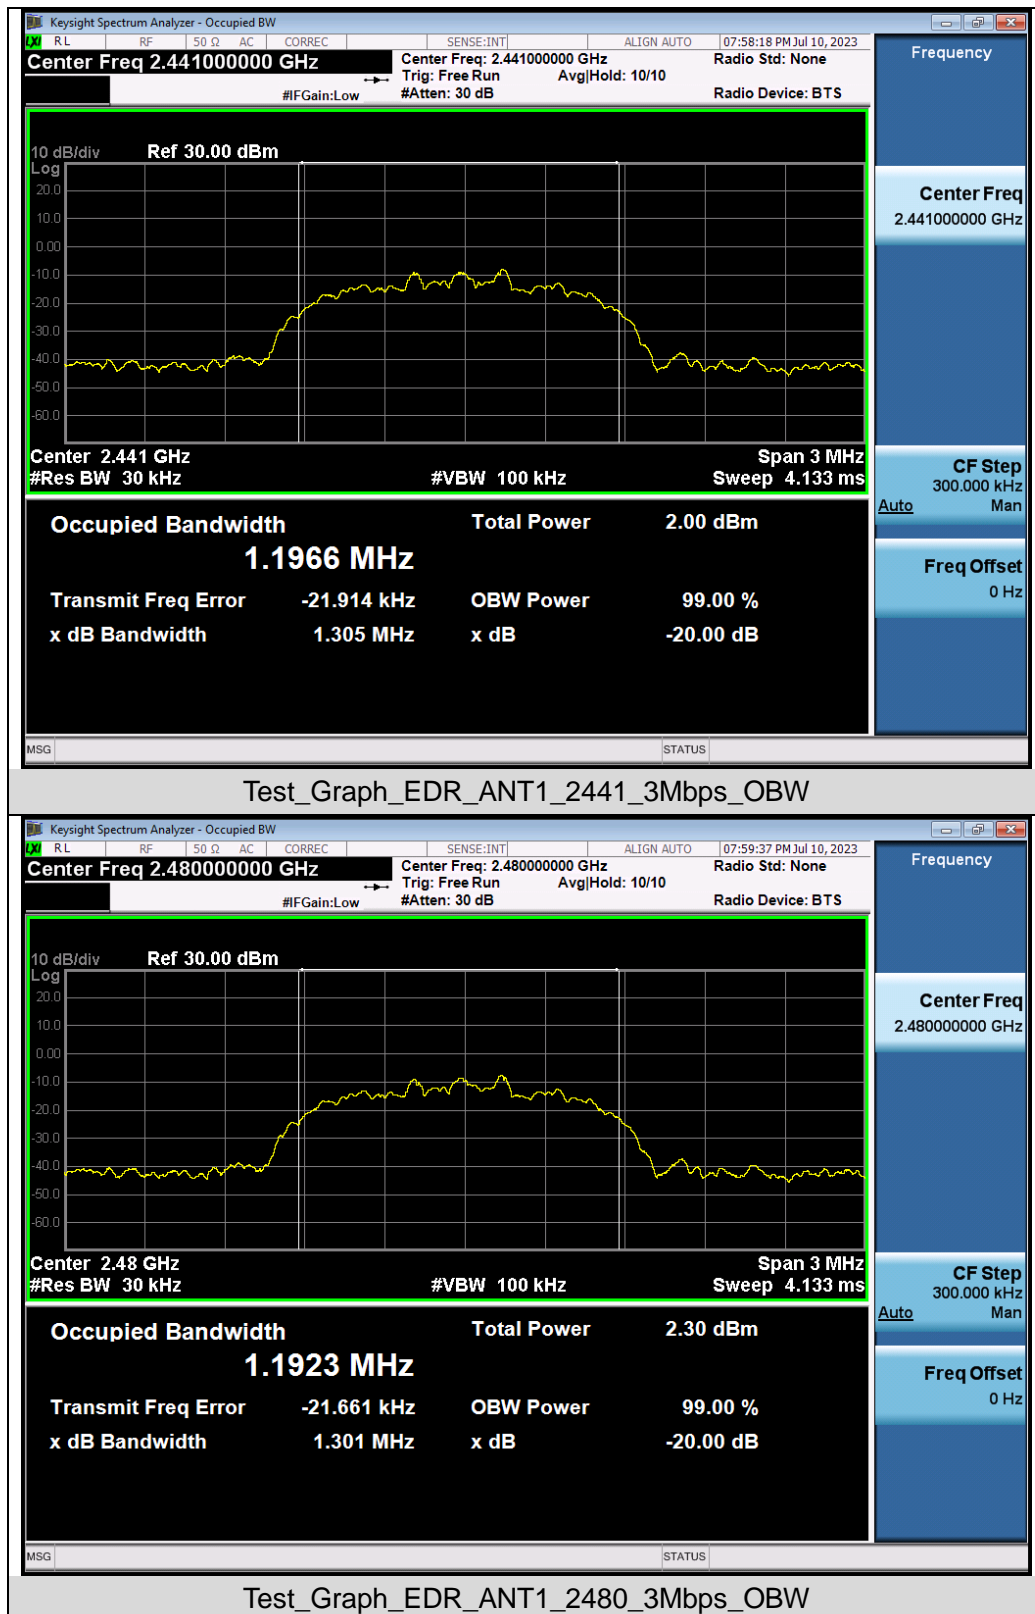 Keysight Spectrum Analyzer - Occupied BW
LXI RL RF 50 Ω AC CORREC SENSE:INT ALIGN AUTO 07:58:18 PM Jul 10, 2023
Center Freq 2.441000000 GHz Center Freq: 2.441000000 GHz Radio Std: None
Trig: Free Run Avg|Hold: 10/10
#IFGain:Low #Atten: 30 dB Radio Device: BTS
Frequency
10 dB/div Ref 30.00 dBm
Log
20.0
10.0
0.00
-10.0
-20.0
-30.0
-40.0
-50.0
-60.0
Center 2.441 GHz Span 3 MHz
#Res BW 30 kHz #VBW 100 kHz Sweep 4.133 ms
Center Freq
2.441000000 GHz
CF Step
300.000 kHz
Auto Man
Freq Offset
0 Hz
Occupied Bandwidth Total Power 2.00 dBm
1.1966 MHz
Transmit Freq Error -21.914 kHz OBW Power 99.00 %
x dB Bandwidth 1.305 MHz x dB -20.00 dB
MSG STATUS
Test_Graph_EDR_ANT1_2441_3Mbps_OBW
Keysight Spectrum Analyzer - Occupied BW
LXI RL RF 50 Ω AC CORREC SENSE:INT ALIGN AUTO 07:59:37 PM Jul 10, 2023
Center Freq 2.480000000 GHz Center Freq: 2.480000000 GHz Radio Std: None
Trig: Free Run Avg|Hold: 10/10
#IFGain:Low #Atten: 30 dB Radio Device: BTS
Frequency
10 dB/div Ref 30.00 dBm
Log
20.0
10.0
0.00
-10.0
-20.0
-30.0
-40.0
-50.0
-60.0
Center 2.48 GHz Span 3 MHz
#Res BW 30 kHz #VBW 100 kHz Sweep 4.133 ms
Center Freq
2.480000000 GHz
CF Step
300.000 kHz
Auto Man
Freq Offset
0 Hz
Occupied Bandwidth Total Power 2.30 dBm
1.1923 MHz
Transmit Freq Error -21.661 kHz OBW Power 99.00 %
x dB Bandwidth 1.301 MHz x dB -20.00 dB
MSG STATUS
Test_Graph_EDR_ANT1_2480_3Mbps_OBW